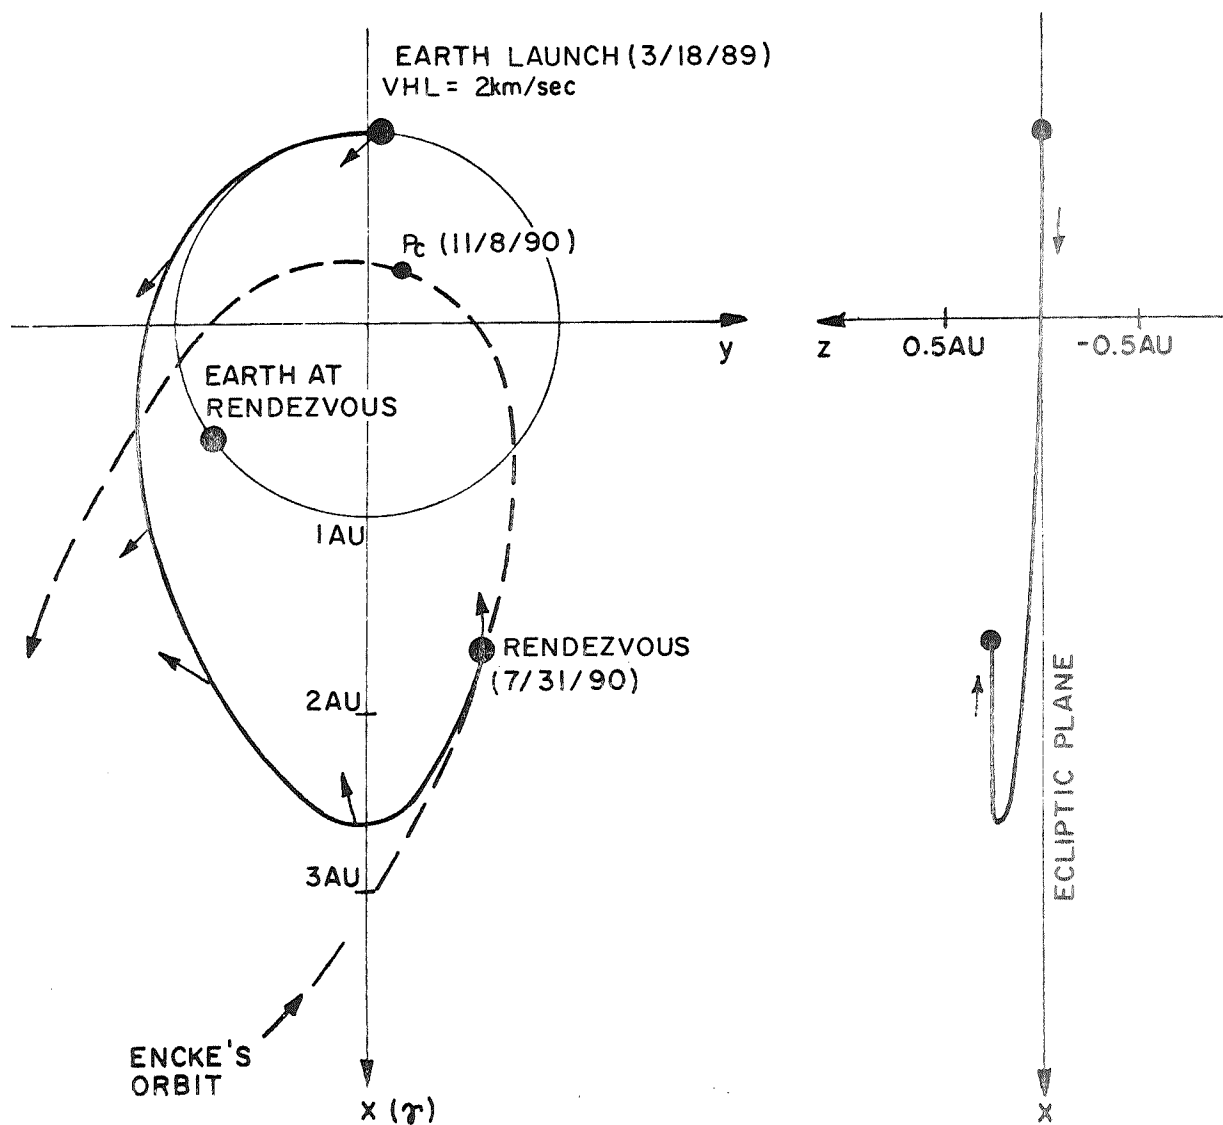 EARTH LAUNCH (3/18/89)
VHL = 2km/sec
Pc (11/8/90)
y
z
0.5AU
-0.5AU
EARTH AT
RENDEZVOUS
1AU
RENDEZVOUS
(7/31/90)
2AU
3AU
ECLIPTIC PLANE
ENCKE'S
ORBIT
x (γ)
x